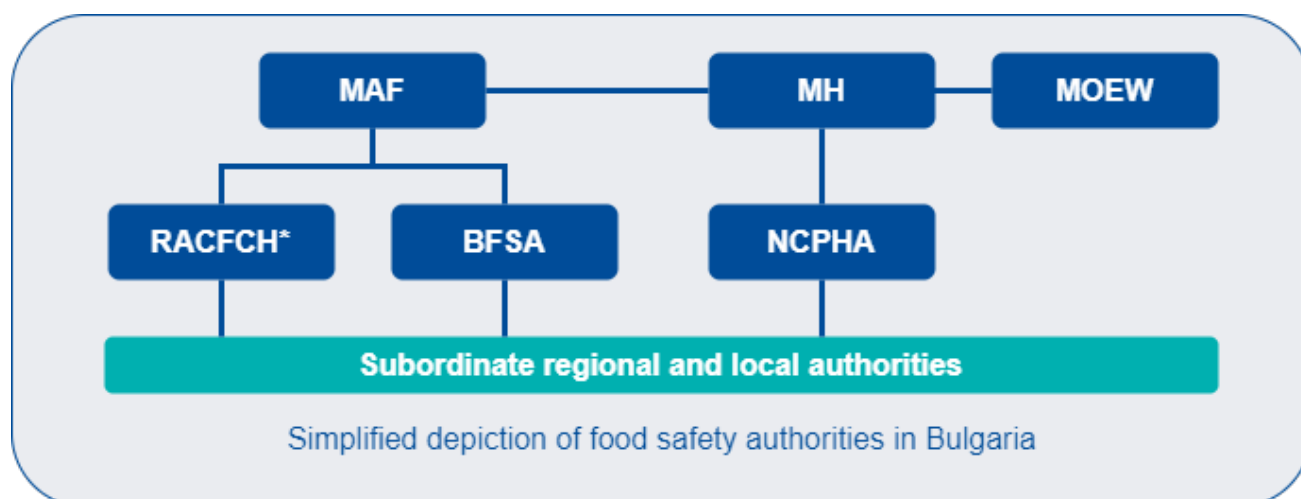 MAF
MH
MOEW
RACFCH*
BFSA
NCPHA
Subordinate regional and local authorities
Simplified depiction of food safety authorities in Bulgaria